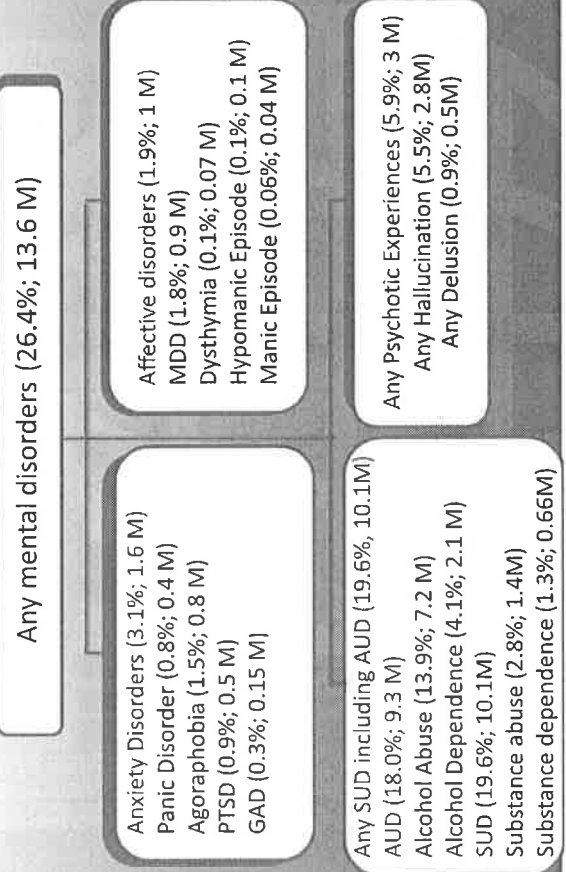 Any mental disorders (26.4%; 13.6 M)
Anxiety Disorders (3.1%; 1.6 M)
Panic Disorder (0.8%; 0.4 M)
Agoraphobia (1.5%; 0.8 M)
PTSD (0.9%; 0.5 M)
GAD (0.3%; 0.15 M)
Affective disorders (1.9%; 1 M)
MDD (1.8%; 0.9 M)
Dysthymia (0.1%; 0.07 M)
Hypomanic Episode (0.1%; 0.1 M)
Manic Episode (0.06%; 0.04 M)
Any SUD including AUD (19.6%, 10.1M)
AUD (18.0%; 9.3 M)
Alcohol Abuse (13.9%; 7.2 M)
Alcohol Dependence (4.1%; 2.1 M)
SUD (19.6%; 10.1M)
Substance abuse (2.8%; 1.4M)
Substance dependence (1.3%; 0.66M)
Any Psychotic Experiences (5.9%; 3 M)
Any Hallucination (5.5%; 2.8M)
Any Delusion (0.9%; 0.5M)